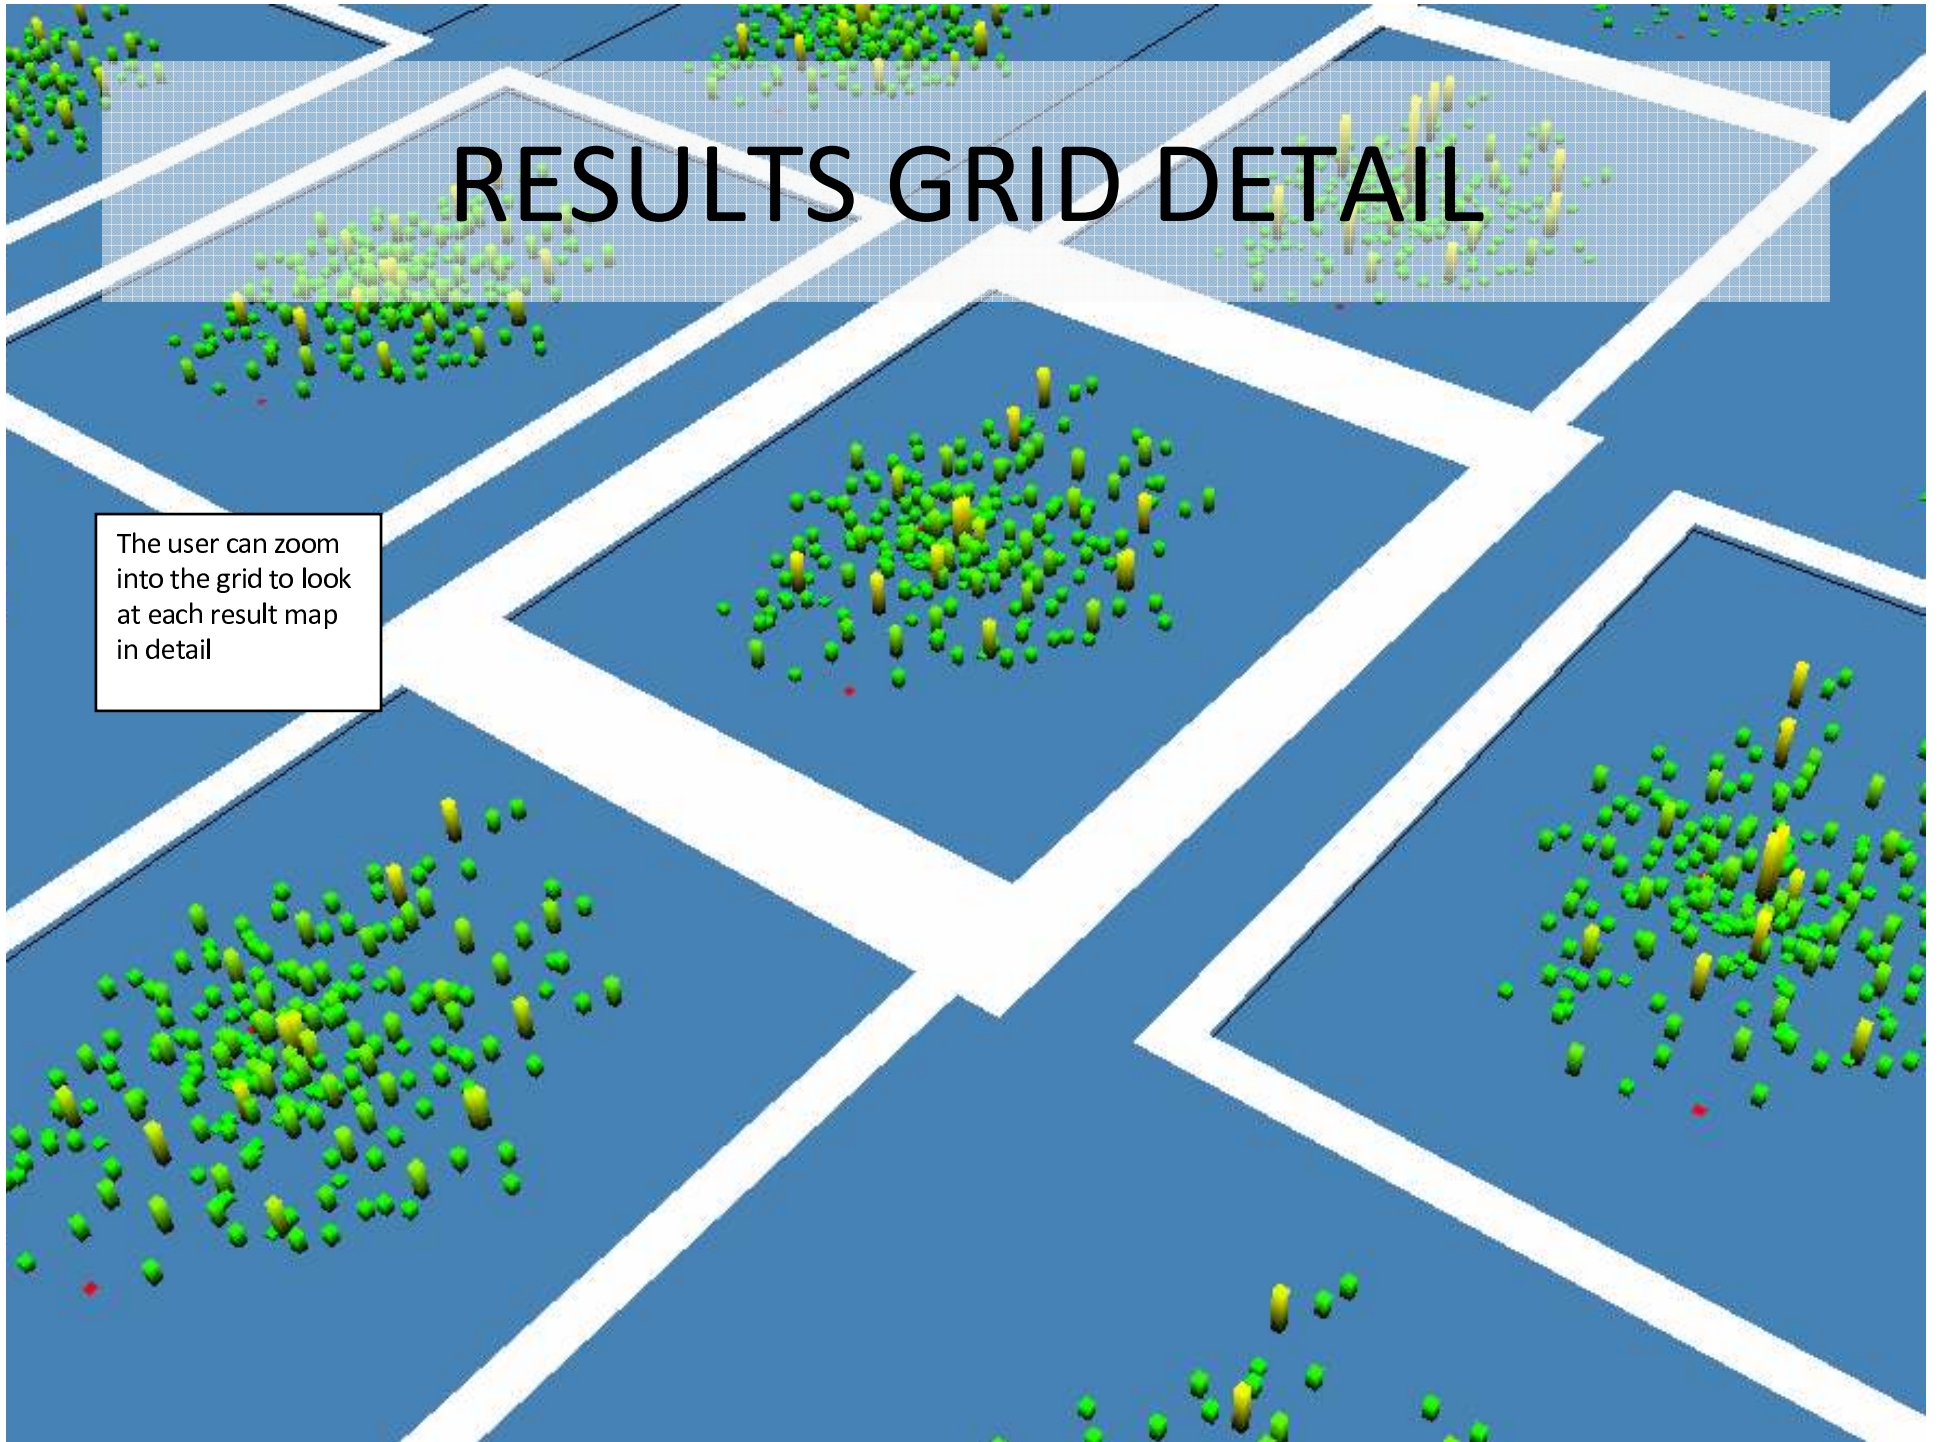 RESULTS GRID DETAIL
The user can zoom
into the grid to look
at each result map
in detail